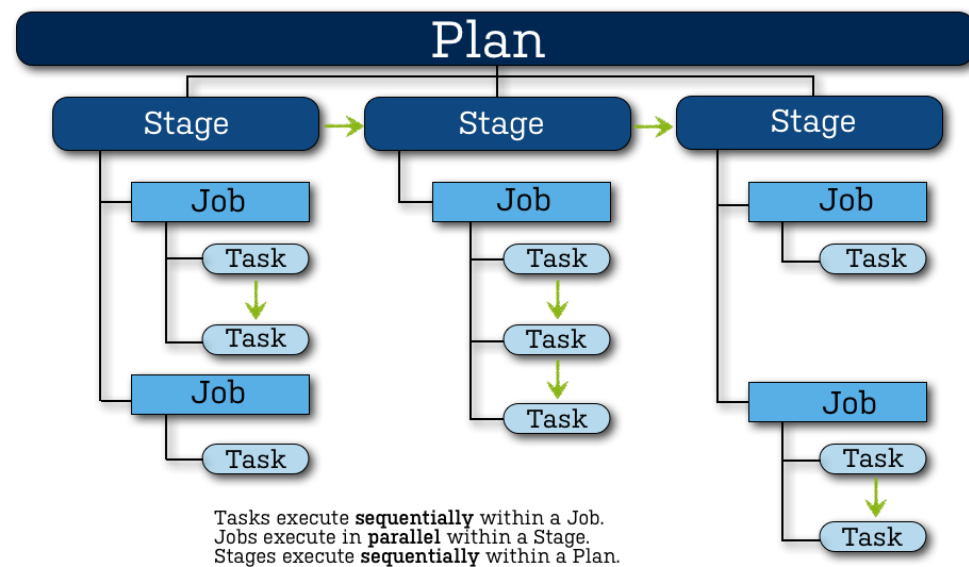 Plan
Stage
Stage
Stage
Job
Task
Task
Job
Task
Job
Task
Task
Task
Job
Task
Job
Task
Task
Tasks execute sequentially within a Job.
Jobs execute in parallel within a Stage.
Stages execute sequentially within a Plan.